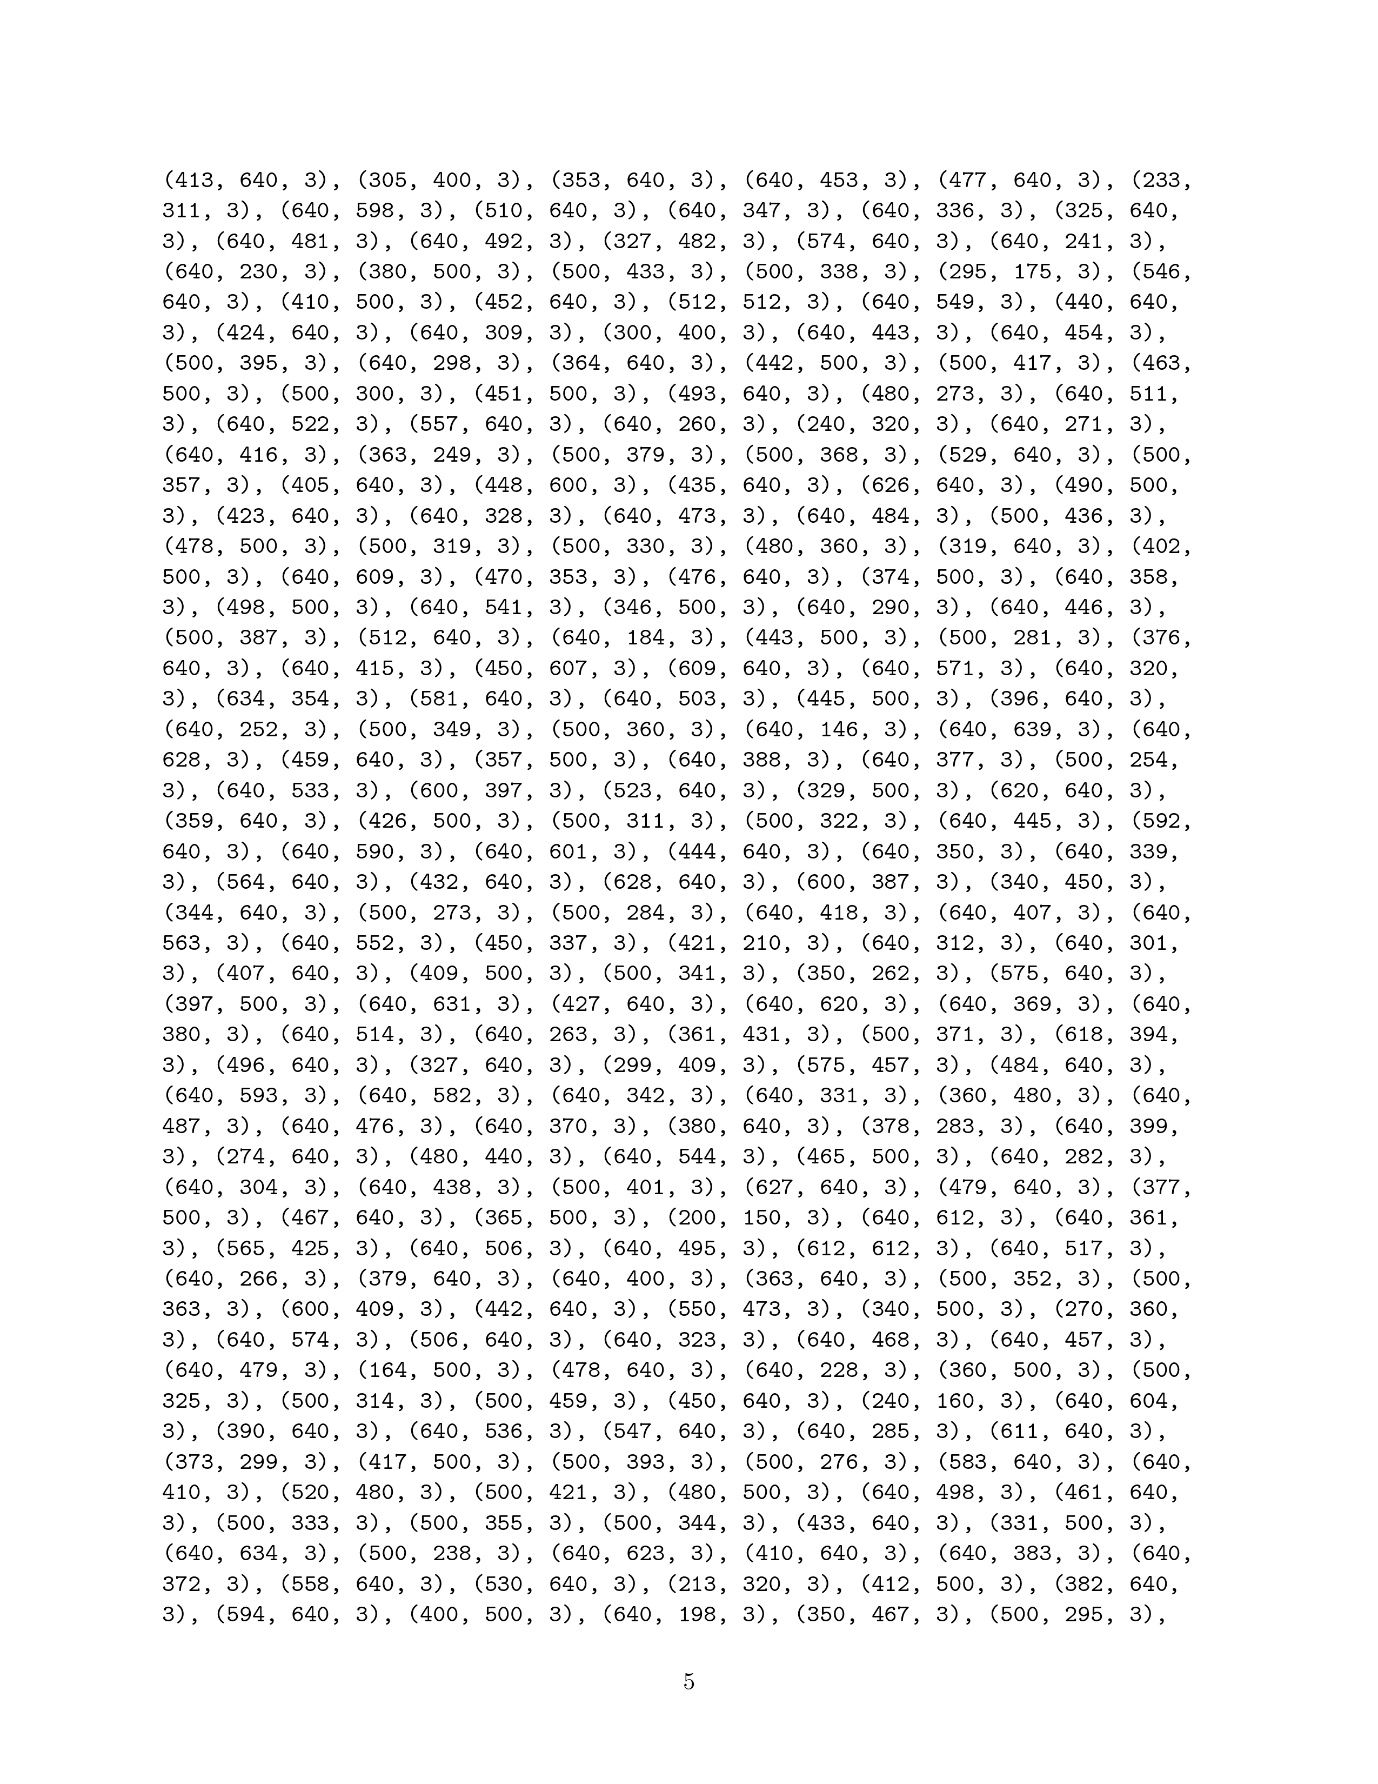 (413, 640, 3), (305, 400, 3), (353, 640, 3), (640, 453, 3), (477, 640, 3), (233,
311, 3), (640, 598, 3), (510, 640, 3), (640, 347, 3), (640, 336, 3), (325, 640,
3), (640, 481, 3), (640, 492, 3), (327, 482, 3), (574, 640, 3), (640, 241, 3),
(640, 230, 3), (380, 500, 3), (500, 433, 3), (500, 338, 3), (295, 175, 3), (546,
640, 3), (410, 500, 3), (452, 640, 3), (512, 512, 3), (640, 549, 3), (440, 640,
3), (424, 640, 3), (640, 309, 3), (300, 400, 3), (640, 443, 3), (640, 454, 3),
(500, 395, 3), (640, 298, 3), (364, 640, 3), (442, 500, 3), (500, 417, 3), (463,
500, 3), (500, 300, 3), (451, 500, 3), (493, 640, 3), (480, 273, 3), (640, 511,
3), (640, 522, 3), (557, 640, 3), (640, 260, 3), (240, 320, 3), (640, 271, 3),
(640, 416, 3), (363, 249, 3), (500, 379, 3), (500, 368, 3), (529, 640, 3), (500,
357, 3), (405, 640, 3), (448, 600, 3), (435, 640, 3), (626, 640, 3), (490, 500,
3), (423, 640, 3), (640, 328, 3), (640, 473, 3), (640, 484, 3), (500, 436, 3),
(478, 500, 3), (500, 319, 3), (500, 330, 3), (480, 360, 3), (319, 640, 3), (402,
500, 3), (640, 609, 3), (470, 353, 3), (476, 640, 3), (374, 500, 3), (640, 358,
3), (498, 500, 3), (640, 541, 3), (346, 500, 3), (640, 290, 3), (640, 446, 3),
(500, 387, 3), (512, 640, 3), (640, 184, 3), (443, 500, 3), (500, 281, 3), (376,
640, 3), (640, 415, 3), (450, 607, 3), (609, 640, 3), (640, 571, 3), (640, 320,
3), (634, 354, 3), (581, 640, 3), (640, 503, 3), (445, 500, 3), (396, 640, 3),
(640, 252, 3), (500, 349, 3), (500, 360, 3), (640, 146, 3), (640, 639, 3), (640,
628, 3), (459, 640, 3), (357, 500, 3), (640, 388, 3), (640, 377, 3), (500, 254,
3), (640, 533, 3), (600, 397, 3), (523, 640, 3), (329, 500, 3), (620, 640, 3),
(359, 640, 3), (426, 500, 3), (500, 311, 3), (500, 322, 3), (640, 445, 3), (592,
640, 3), (640, 590, 3), (640, 601, 3), (444, 640, 3), (640, 350, 3), (640, 339,
3), (564, 640, 3), (432, 640, 3), (628, 640, 3), (600, 387, 3), (340, 450, 3),
(344, 640, 3), (500, 273, 3), (500, 284, 3), (640, 418, 3), (640, 407, 3), (640,
563, 3), (640, 552, 3), (450, 337, 3), (421, 210, 3), (640, 312, 3), (640, 301,
3), (407, 640, 3), (409, 500, 3), (500, 341, 3), (350, 262, 3), (575, 640, 3),
(397, 500, 3), (640, 631, 3), (427, 640, 3), (640, 620, 3), (640, 369, 3), (640,
380, 3), (640, 514, 3), (640, 263, 3), (361, 431, 3), (500, 371, 3), (618, 394,
3), (496, 640, 3), (327, 640, 3), (299, 409, 3), (575, 457, 3), (484, 640, 3),
(640, 593, 3), (640, 582, 3), (640, 342, 3), (640, 331, 3), (360, 480, 3), (640,
487, 3), (640, 476, 3), (640, 370, 3), (380, 640, 3), (378, 283, 3), (640, 399,
3), (274, 640, 3), (480, 440, 3), (640, 544, 3), (465, 500, 3), (640, 282, 3),
(640, 304, 3), (640, 438, 3), (500, 401, 3), (627, 640, 3), (479, 640, 3), (377,
500, 3), (467, 640, 3), (365, 500, 3), (200, 150, 3), (640, 612, 3), (640, 361,
3), (565, 425, 3), (640, 506, 3), (640, 495, 3), (612, 612, 3), (640, 517, 3),
(640, 266, 3), (379, 640, 3), (640, 400, 3), (363, 640, 3), (500, 352, 3), (500,
363, 3), (600, 409, 3), (442, 640, 3), (550, 473, 3), (340, 500, 3), (270, 360,
3), (640, 574, 3), (506, 640, 3), (640, 323, 3), (640, 468, 3), (640, 457, 3),
(640, 479, 3), (164, 500, 3), (478, 640, 3), (640, 228, 3), (360, 500, 3), (500,
325, 3), (500, 314, 3), (500, 459, 3), (450, 640, 3), (240, 160, 3), (640, 604,
3), (390, 640, 3), (640, 536, 3), (547, 640, 3), (640, 285, 3), (611, 640, 3),
(373, 299, 3), (417, 500, 3), (500, 393, 3), (500, 276, 3), (583, 640, 3), (640,
410, 3), (520, 480, 3), (500, 421, 3), (480, 500, 3), (640, 498, 3), (461, 640,
3), (500, 333, 3), (500, 355, 3), (500, 344, 3), (433, 640, 3), (331, 500, 3),
(640, 634, 3), (500, 238, 3), (640, 623, 3), (410, 640, 3), (640, 383, 3), (640,
372, 3), (558, 640, 3), (530, 640, 3), (213, 320, 3), (412, 500, 3), (382, 640,
3), (594, 640, 3), (400, 500, 3), (640, 198, 3), (350, 467, 3), (500, 295, 3),
5